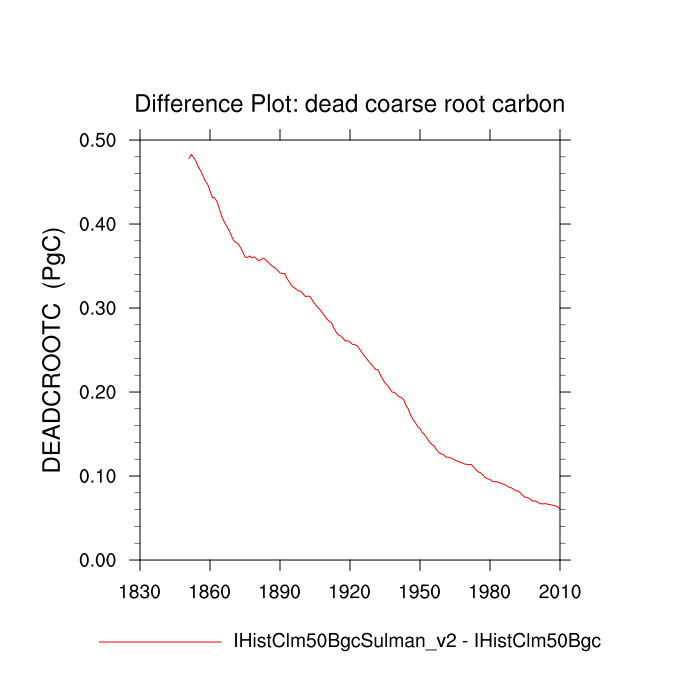 Difference Plot: dead coarse root carbon
DEADCROOTC (PgC)
0.50
0.40
0.30
0.20
0.10
0.00
1830 1860 1890 1920 1950 1980 2010
IHistClm50BgcSulman_v2 - IHistClm50Bgc